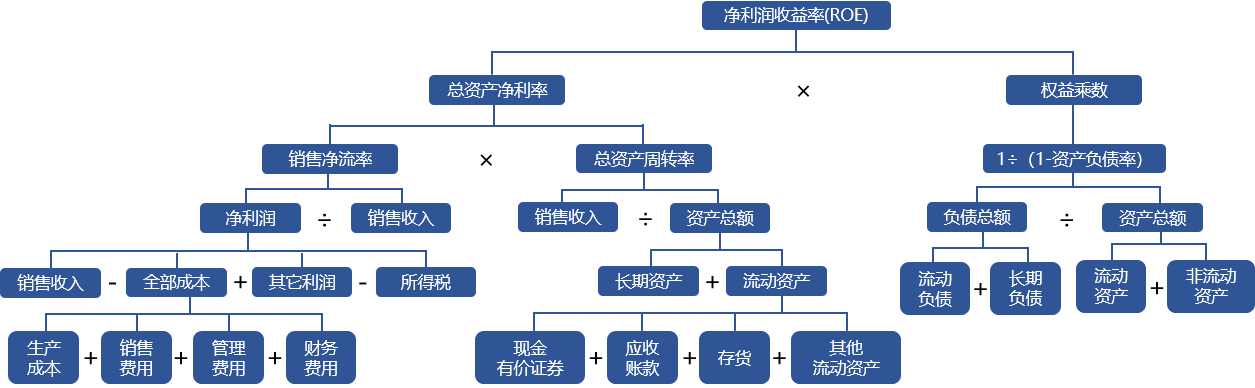 净利润收益率(ROE)
总资产净利率
×
权益乘数
销售净流率
×
总资产周转率
1÷（1-资产负债率）
净利润
÷
销售收入
销售收入
÷
资产总额
负债总额
÷
资产总额
销售收入
-
全部成本
+
其它利润
-
所得税
长期资产
+
流动资产
流动
负债
+
长期
负债
流动
资产
+
非流动
资产
生产
成本
+
销售
费用
+
管理
费用
+
财务
费用
现金
有价证券
+
应收
账款
+
存货
+
其他
流动资产